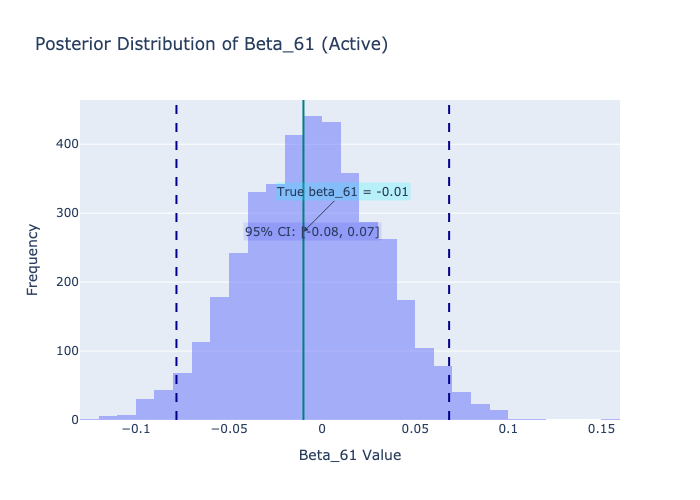 Posterior Distribution of Beta_61 (Active)
400
300
200
100
0
Frequency
True beta_61 = -0.01
95% CI: [-0.08, 0.07]
−0.1
−0.05
0
0.05
0.1
0.15
Beta_61 Value